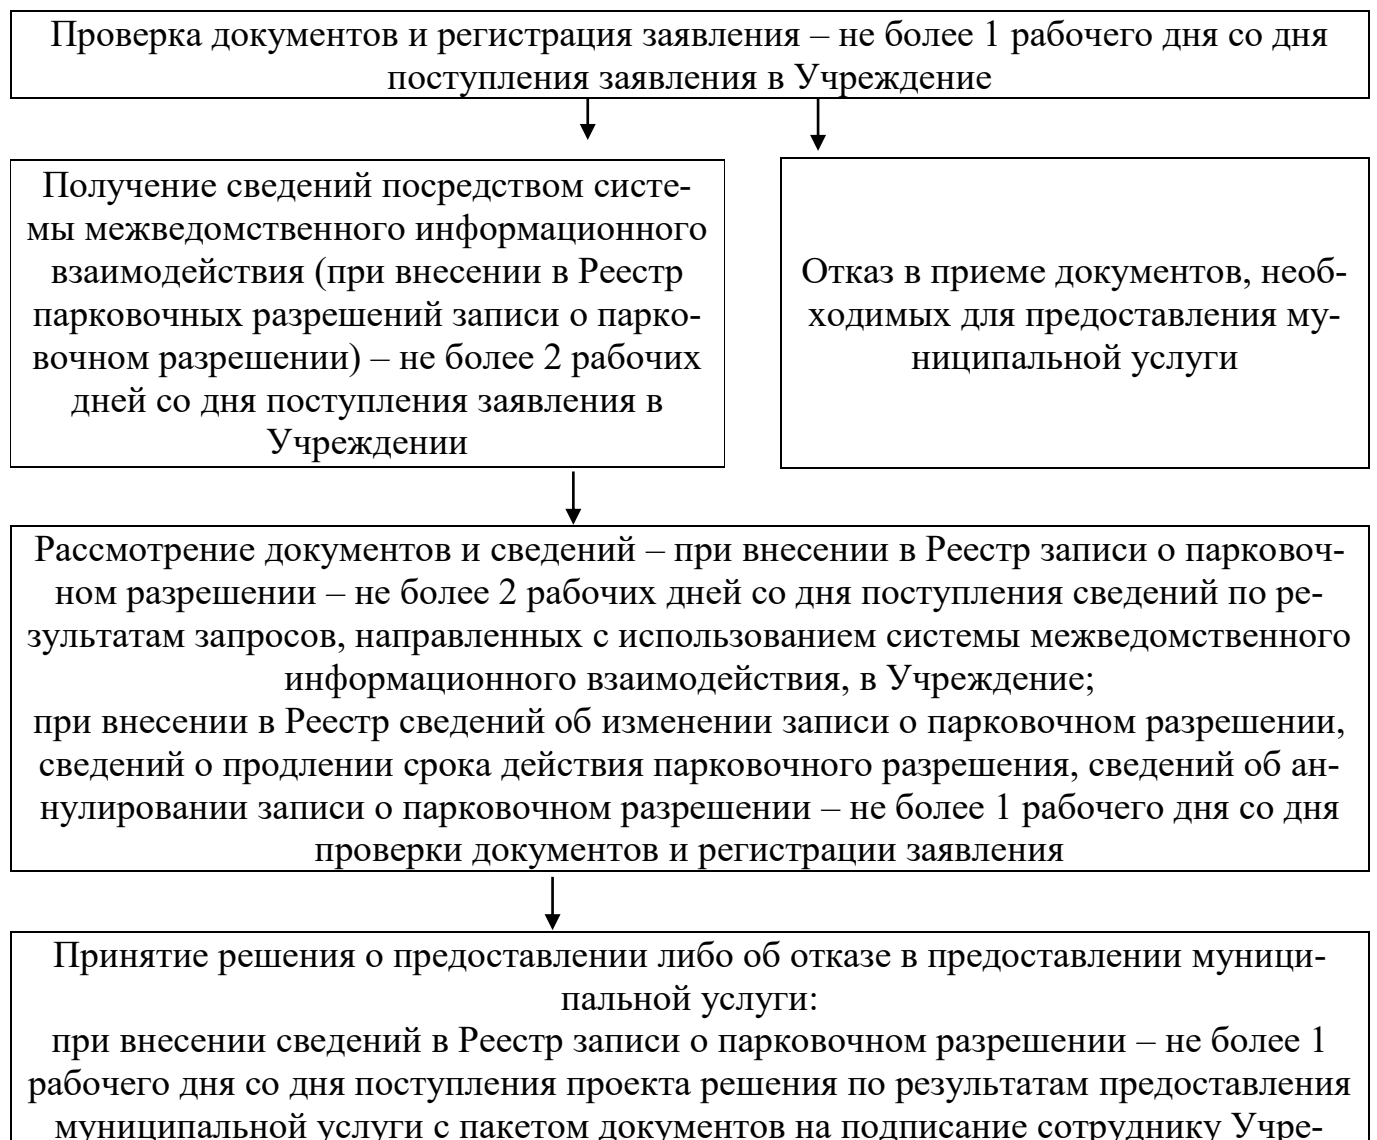 Проверка документов и регистрация заявления – не более 1 рабочего дня со дня
поступления заявления в Учреждение
Получение сведений посредством систе-
мы межведомственного информационного
взаимодействия (при внесении в Реестр
парковочных разрешений записи о парко-
вочном разрешении) – не более 2 рабочих
дней со дня поступления заявления в
Учреждении
Отказ в приеме документов, необ-
ходимых для предоставления му-
ниципальной услуги
Рассмотрение документов и сведений – при внесении в Реестр записи о парковоч-
ном разрешении – не более 2 рабочих дней со дня поступления сведений по ре-
зультатам запросов, направленных с использованием системы межведомственного
информационного взаимодействия, в Учреждение;
при внесении в Реестр сведений об изменении записи о парковочном разрешении,
сведений о продлении срока действия парковочного разрешения, сведений об ан-
нулировании записи о парковочном разрешении – не более 1 рабочего дня со дня
проверки документов и регистрации заявления
Принятие решения о предоставлении либо об отказе в предоставлении муници-
пальной услуги:
при внесении сведений в Реестр записи о парковочном разрешении – не более 1
рабочего дня со дня поступления проекта решения по результатам предоставления
муниципальной услуги с пакетом документов на подписание сотруднику Учре-